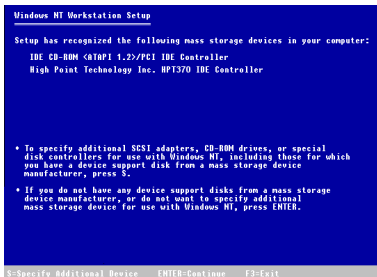 Windows NT Workstation Setup
Setup has recognized the following mass storage devices in your computer:
IDE CD-ROM <ATAPI 1.2>/PCI IDE Controller
High Point Technology Inc. HPT370 IDE Controller
• To specify additional SCSI adapters, CD-ROM drives, or special
disk controllers for use with Windows NT, including those for which
you have a device support disk from a mass storage device
manufacturer, press S.
• If you do not have any device support disks from a mass storage
device manufacturer, or do not want to specify additional
mass storage device for use with Windows NT, press ENTER.
S=Specify Additional Device ENTER=Continue F3=Exit